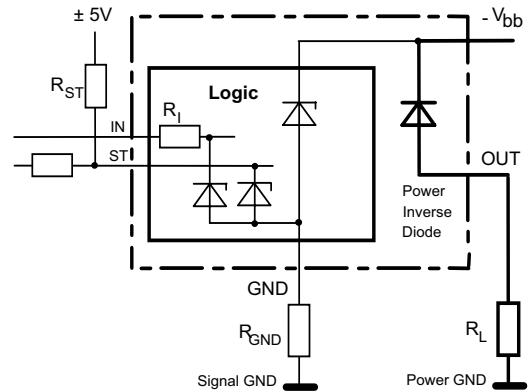 ± 5V
- Vbb
RST
Logic
IN
RI
ST
OUT
Power
Inverse
Diode
GND
RGND
RL
Signal GND
Power GND